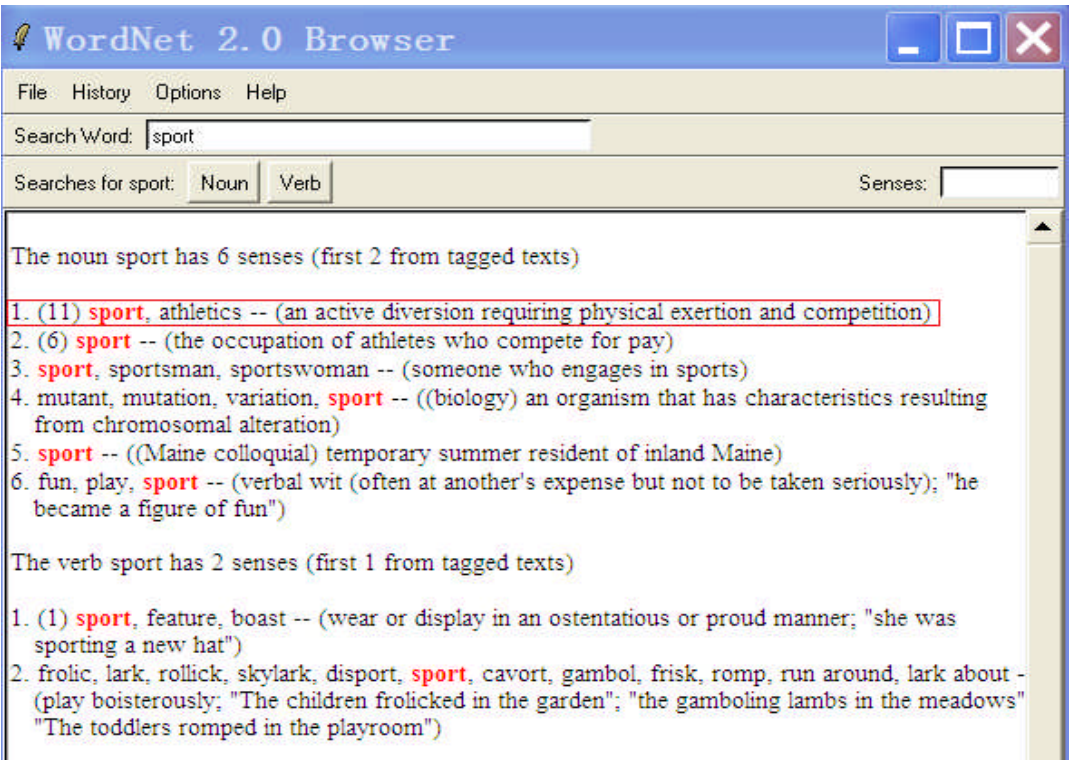 WordNet 2.0 Browser
File History Options Help
Search Word: sport
Searches for sport: Noun Verb Senses:
The noun sport has 6 senses (first 2 from tagged texts)
1. (11) sport, athletics -- (an active diversion requiring physical exertion and competition)
2. (6) sport -- (the occupation of athletes who compete for pay)
3. sport, sportsman, sportswoman -- (someone who engages in sports)
4. mutant, mutation, variation, sport -- ((biology) an organism that has characteristics resulting
from chromosomal alteration)
5. sport -- ((Maine colloquial) temporary summer resident of inland Maine)
6. fun, play, sport -- (verbal wit (often at another's expense but not to be taken seriously); "he
became a figure of fun")
The verb sport has 2 senses (first 1 from tagged texts)
1. (1) sport, feature, boast -- (wear or display in an ostentatious or proud manner; "she was
sporting a new hat")
2. frolic, lark, rollick, skylark, disport, sport, cavort, gambol, frisk, romp, run around, lark about -
(play boisterously; "The children frolicked in the garden"; "the gamboling lambs in the meadows"
"The toddlers romped in the playroom")